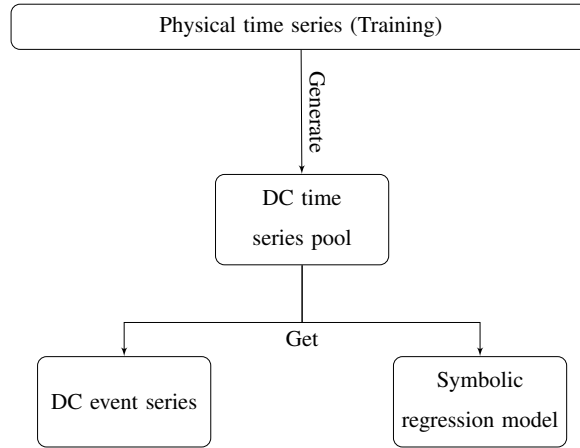 Physical time series (Training)
Generate
DC time
series pool
Get
DC event series
Symbolic
regression model